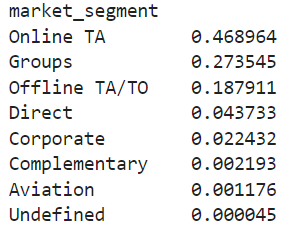 market_segment
Online TA 0.468964
Groups 0.273545
Offline TA/TO 0.187911
Direct 0.043733
Corporate 0.022432
Complementary 0.002193
Aviation 0.001176
Undefined 0.000045